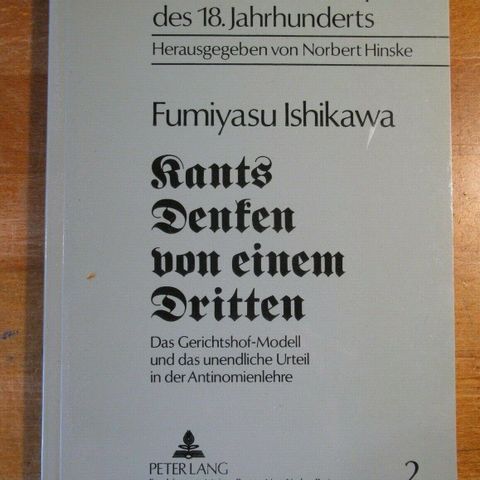 des 18. Jahrhunderts
Herausgegeben von Norbert Hinske
Fumiyasu Ishikawa
Kants
Denken
von einem
Dritten
Das Gerichtshof-Modell
und das unendliche Urteil
in der Antinomienlehre
PETER LANG
2